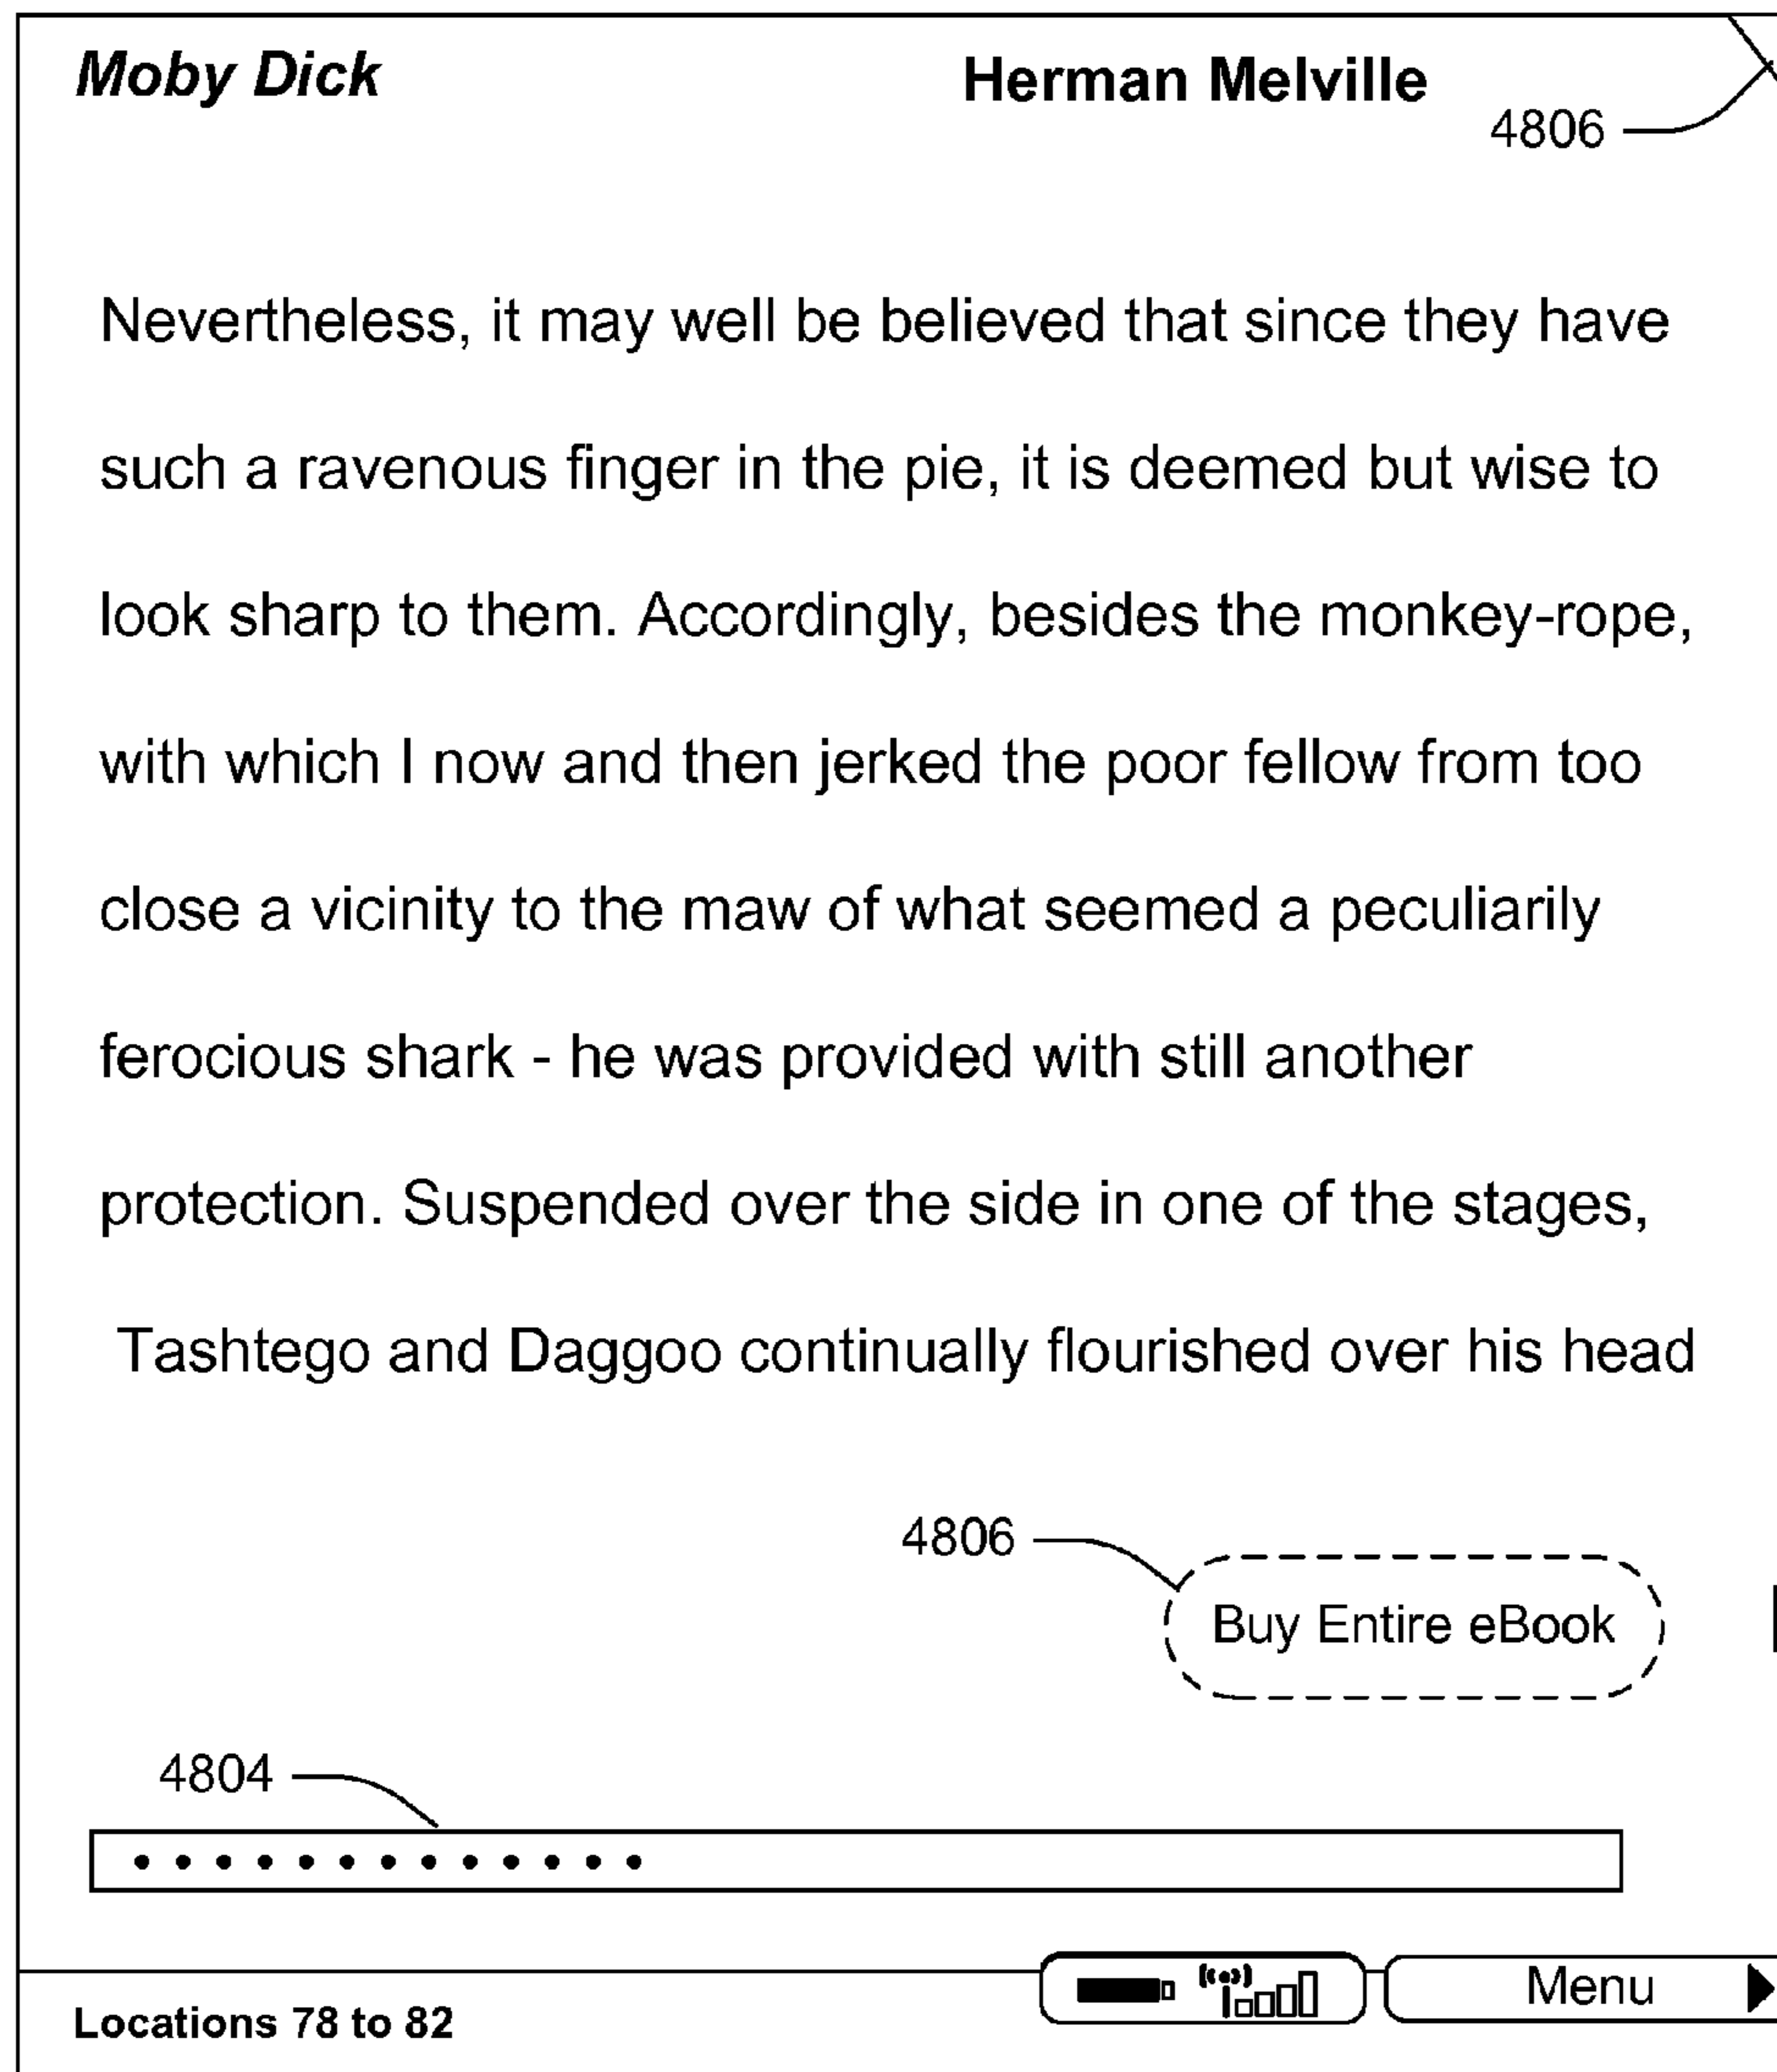 Moby Dick
Herman Melville
4806
Nevertheless, it may well be believed that since they have
such a ravenous finger in the pie, it is deemed but wise to
look sharp to them. Accordingly, besides the monkey-rope,
with which I now and then jerked the poor fellow from too
close a vicinity to the maw of what seemed a peculiarily
ferocious shark - he was provided with still another
protection. Suspended over the side in one of the stages,
Tashtego and Daggoo continually flourished over his head
4806
Buy Entire eBook
4804
Menu
Locations 78 to 82